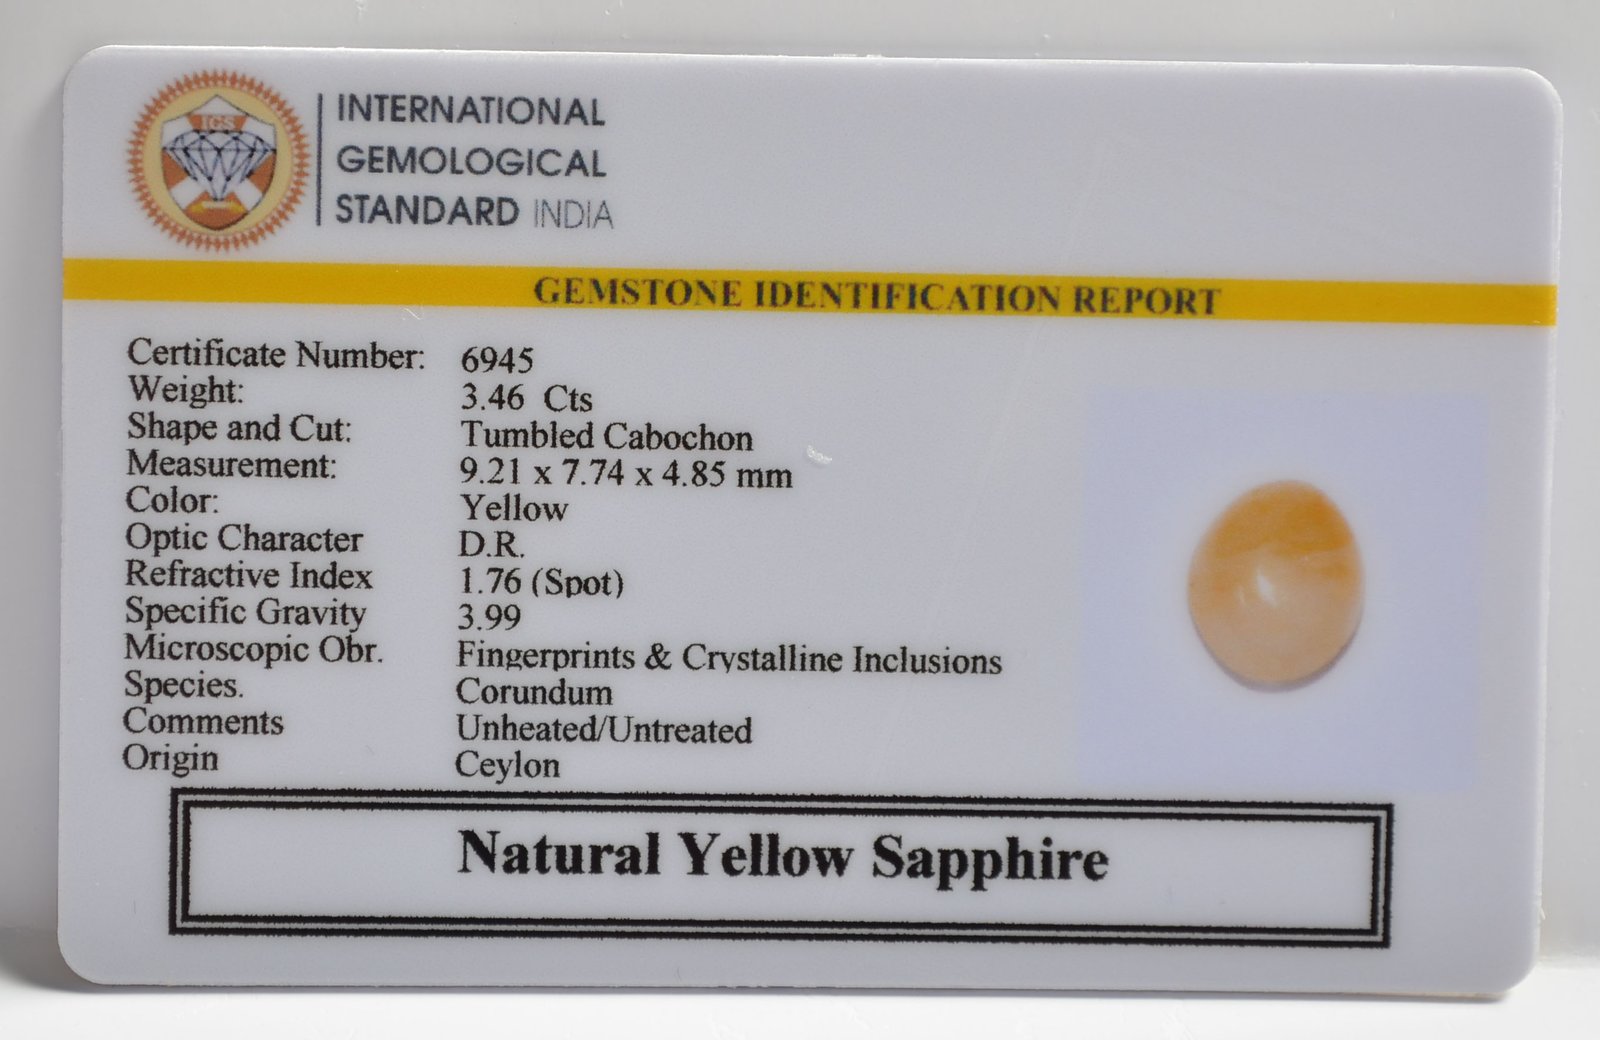 IGS
INTERNATIONAL
GEMOLOGICAL
STANDARD INDIA
GEMSTONE IDENTIFICATION REPORT
Certificate Number: 6945
Weight: 3.46 Cts
Shape and Cut: Tumbled Cabochon
Measurement: 9.21 x 7.74 x 4.85 mm
Color: Yellow
Optic Character D.R.
Refractive Index 1.76 (Spot)
Specific Gravity 3.99
Microscopic Obr. Fingerprints & Crystalline Inclusions
Species. Corundum
Comments Unheated/Untreated
Origin Ceylon
Natural Yellow Sapphire